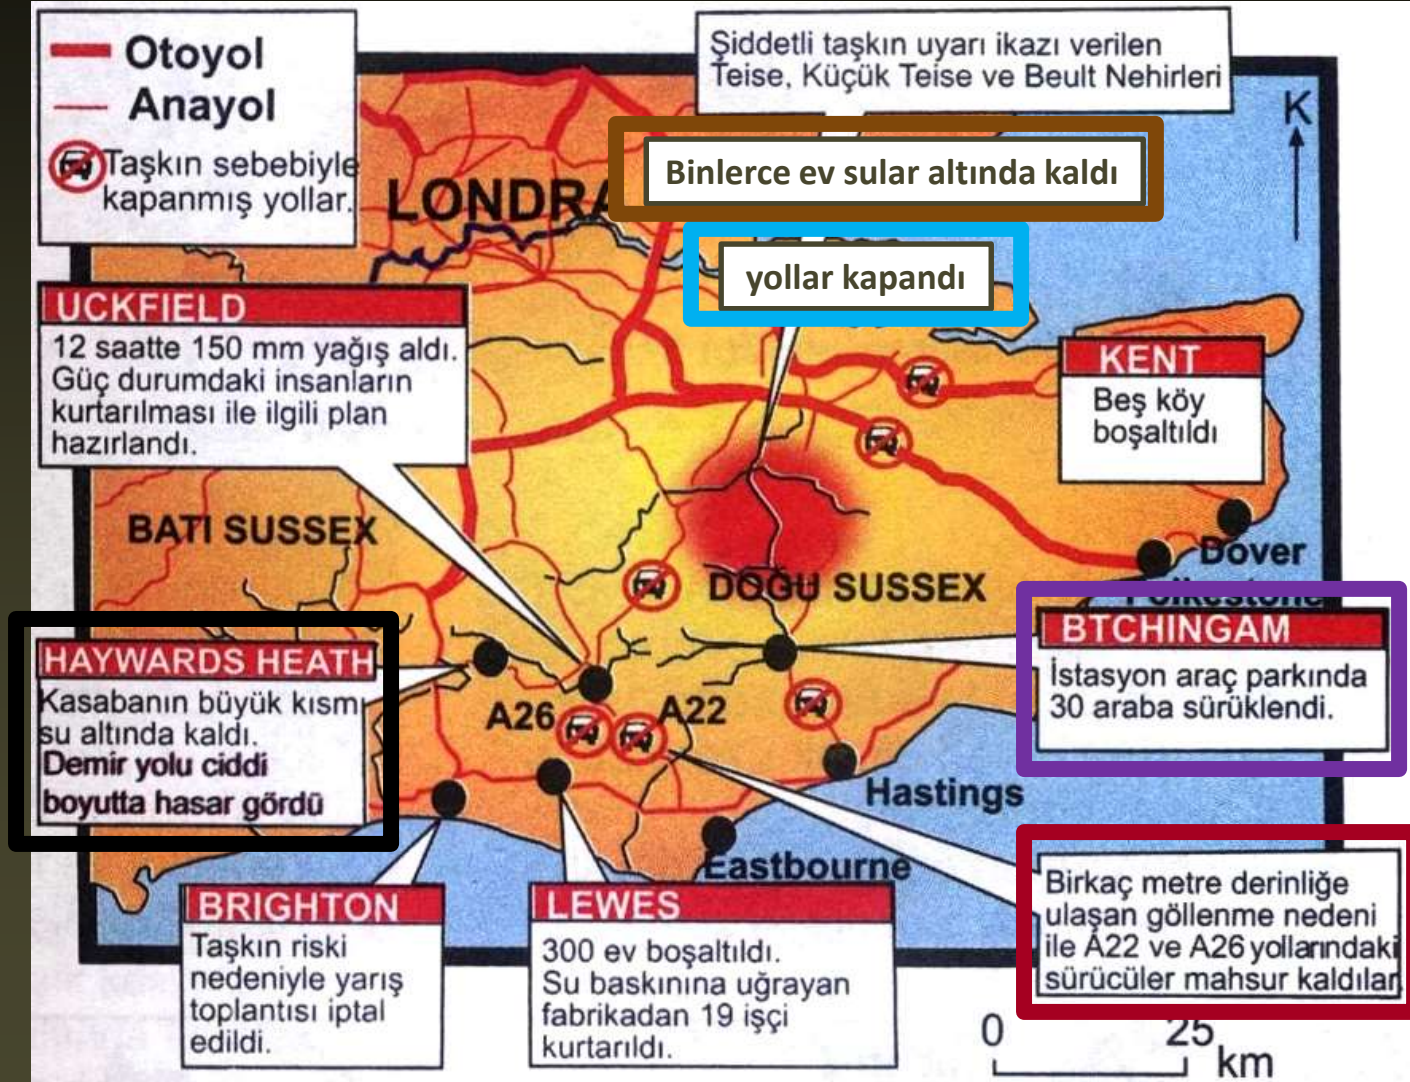 Otoyol
Anayol
Taşkın sebebiyle
kapanmış yollar.
Şiddetli taşkın uyarı ikazı verilen
Teise, Küçük Teise ve Beult Nehirleri
K
Binlerce ev sular altında kaldı
LONDRA
yollar kapandı
UCKFIELD
12 saatte 150 mm yağış aldı.
Güç durumdaki insanların
kurtarılması ile ilgili plan
hazırlandı.
KENT
Beş köy
boşaltıldı
BATI SUSSEX
DOĞU SUSSEX
Dover
Folkestone
HAYWARDS HEATH
Kasabanın büyük kısmı
su altında kaldı.
Demir yolu ciddi
boyutta hasar gördü
BTCHINGAM
İstasyon araç parkında
30 araba sürüklendi.
A26
A22
Hastings
Eastbourne
Birkaç metre derinliğe
ulaşan göllenme nedeni
ile A22 ve A26 yollarındaki
sürücüler mahsur kaldılar.
BRIGHTON
Taşkın riski
nedeniyle yarış
toplantısı iptal
edildi.
LEWES
300 ev boşaltıldı.
Su baskınına uğrayan
fabrikadan 19 işçi
kurtarıldı.
0 25
km